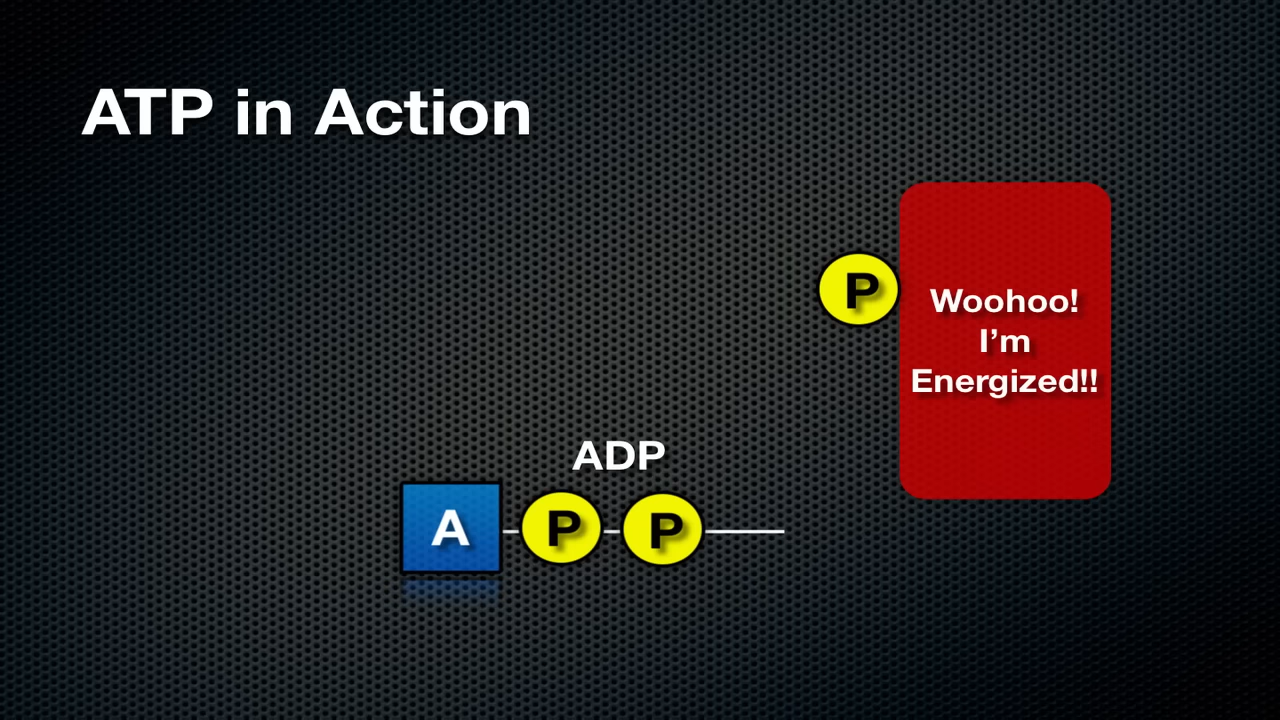 ATP in Action
P
Woohoo!
I'm
Energized!!
ADP
A P P